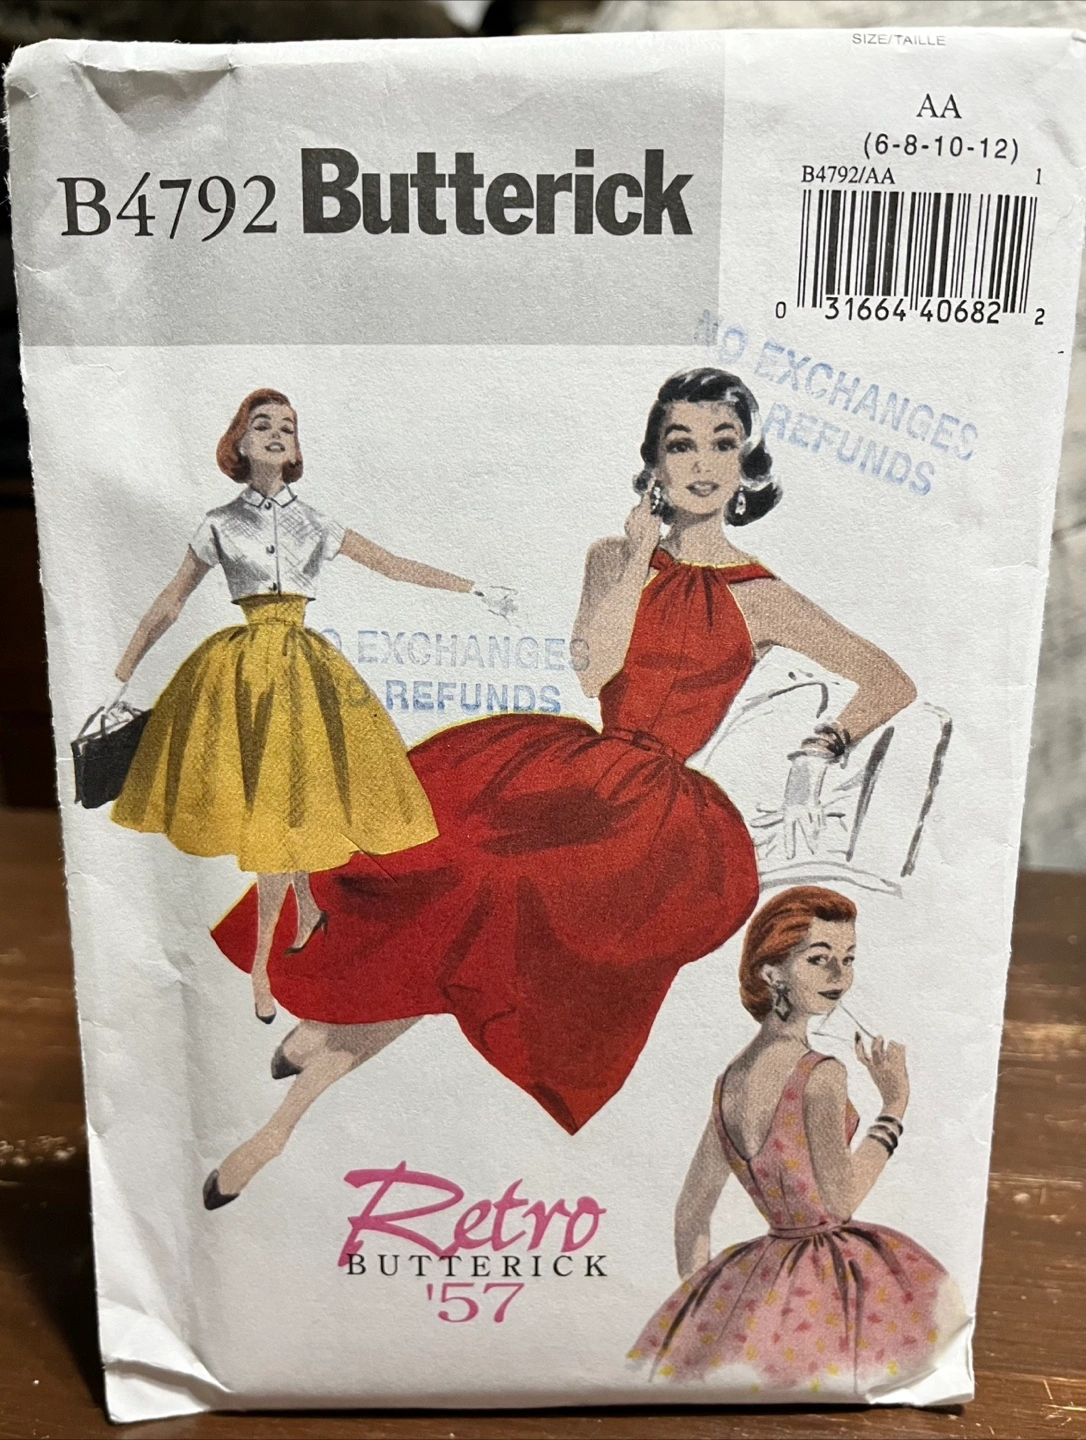 SIZE/TAILLE
AA
(6-8-10-12)
B4792 Butterick
B4792/AA 1
0 31664 40682 2
NO EXCHANGES
REFUNDS
O EXCHANGES
O REFUNDS
Retro
BUTTERICK
'57